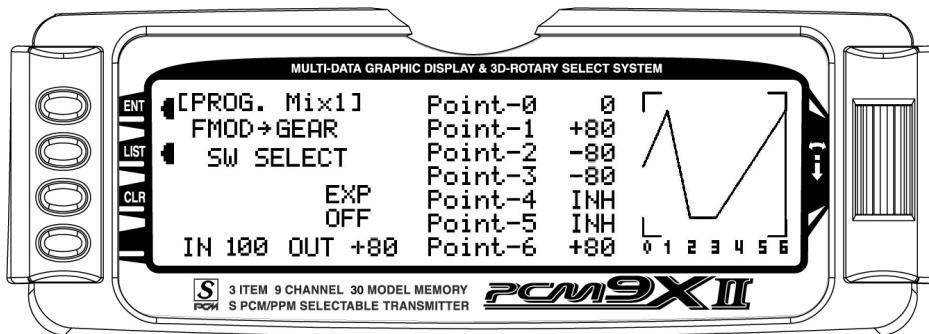 MULTI-DATA GRAPHIC DISPLAY & 3D-ROTARY SELECT SYSTEM
ENT
LIST
CLR
[PROG. Mix1]
FMOD→GEAR
SW SELECT
EXP
OFF
IN 100 OUT +80
Point-0 0
Point-1 +80
Point-2 -80
Point-3 -80
Point-4 INH
Point-5 INH
Point-6 +80
0 1 2 3 4 5 6
S PCM
3 ITEM 9 CHANNEL 30 MODEL MEMORY
S PCM/PPM SELECTABLE TRANSMITTER
PCM9X II